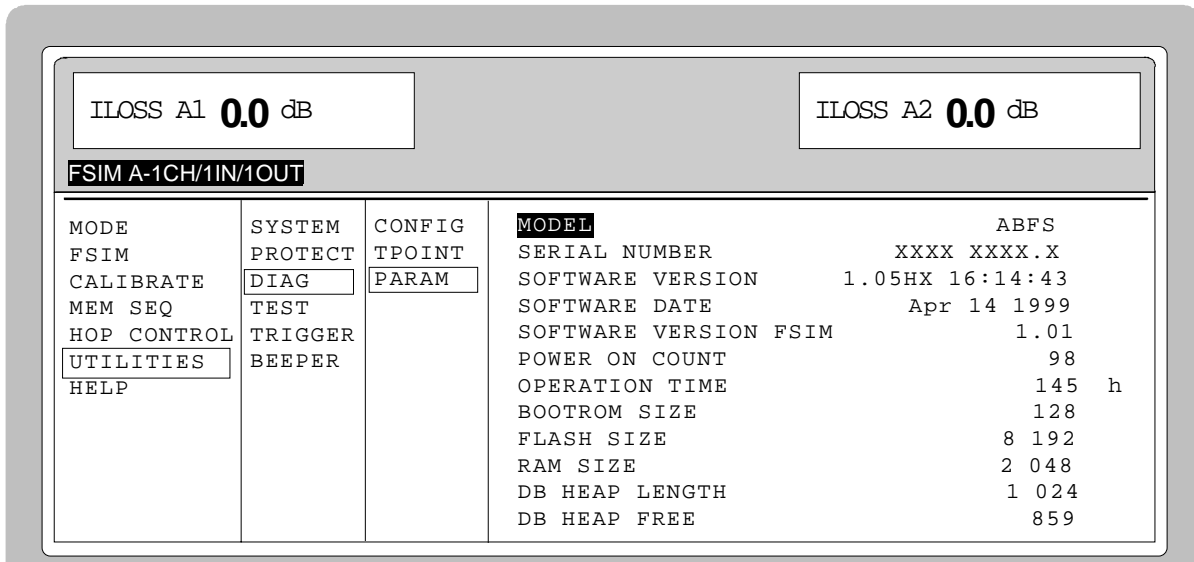 ILOSS A1 0.0 dB
ILOSS A2 0.0 dB
FSIM A-1CH/1IN/1OUT
MODE
FSIM
CALIBRATE
MEM SEQ
HOP CONTROL
UTILITIES
HELP
SYSTEM
PROTECT
DIAG
TEST
TRIGGER
BEEPER
CONFIG
TPOINT
PARAM
MODEL ABFS
SERIAL NUMBER XXXX XXXX.X
SOFTWARE VERSION 1.05HX 16:14:43
SOFTWARE DATE Apr 14 1999
SOFTWARE VERSION FSIM 1.01
POWER ON COUNT 98
OPERATION TIME 145 h
BOOTROM SIZE 128
FLASH SIZE 8 192
RAM SIZE 2 048
DB HEAP LENGTH 1 024
DB HEAP FREE 859